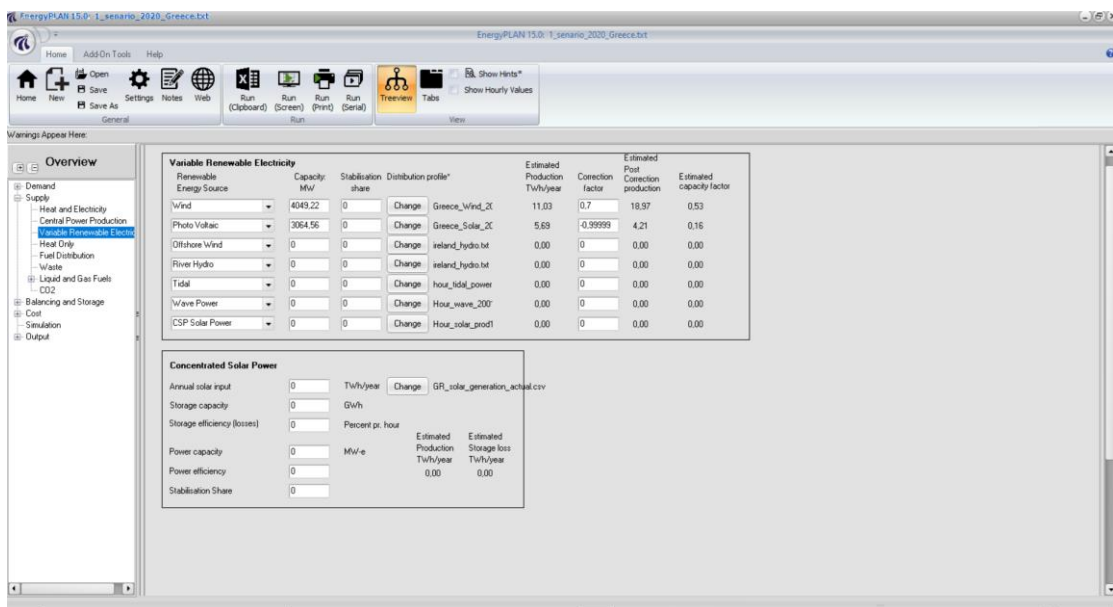 EnergyPLAN 15.0: 1_senario_2020_Greece.txt
EnergyPLAN 15.0: 1_senario_2020_Greece.txt
Home Add-On Tools Help
Home New Open Save Save As Settings Notes Web Run (Clipboard) Run (Screen) Run (Print) Run (Serial) Treeview Tabs Show Hints* Show Hourly Values
General Run View
Warnings Appear Here:
Overview
Demand
Supply
Heat and Electricity
Central Power Production
Variable Renewable Electric
Heat Only
Fuel Distribution
Waste
Liquid and Gas Fuels
CO2
Balancing and Storage
Cost
Simulation
Output
Variable Renewable Electricity
Renewable Energy Source Capacity: MW Stabilisation share Distribution profile* Estimated Production TWh/year Correction factor Estimated Post Correction production Estimated capacity factor
Wind 4049,22 0 Change Greece_Wind_20 11,03 0,7 18,97 0,53
Photo Voltaic 3064,56 0 Change Greece_Solar_20 5,69 -0,99999 4,21 0,16
Offshore Wind 0 0 Change ireland_hydro.txt 0,00 0 0,00 0,00
River Hydro 0 0 Change ireland_hydro.txt 0,00 0 0,00 0,00
Tidal 0 0 Change hour_tidal_power 0,00 0 0,00 0,00
Wave Power 0 0 Change Hour_wave_200 0,00 0 0,00 0,00
CSP Solar Power 0 0 Change Hour_solar_prod1 0,00 0 0,00 0,00
Concentrated Solar Power
Annual solar input 0 TWh/year Change GR_solar_generation_actual.csv
Storage capacity 0 GWh
Storage efficiency (losses) 0 Percent pr. hour
Estimated Production TWh/year Estimated Storage loss TWh/year
Power capacity 0 MW-e
Power efficiency 0 0,00 0,00
Stabilisation Share 0